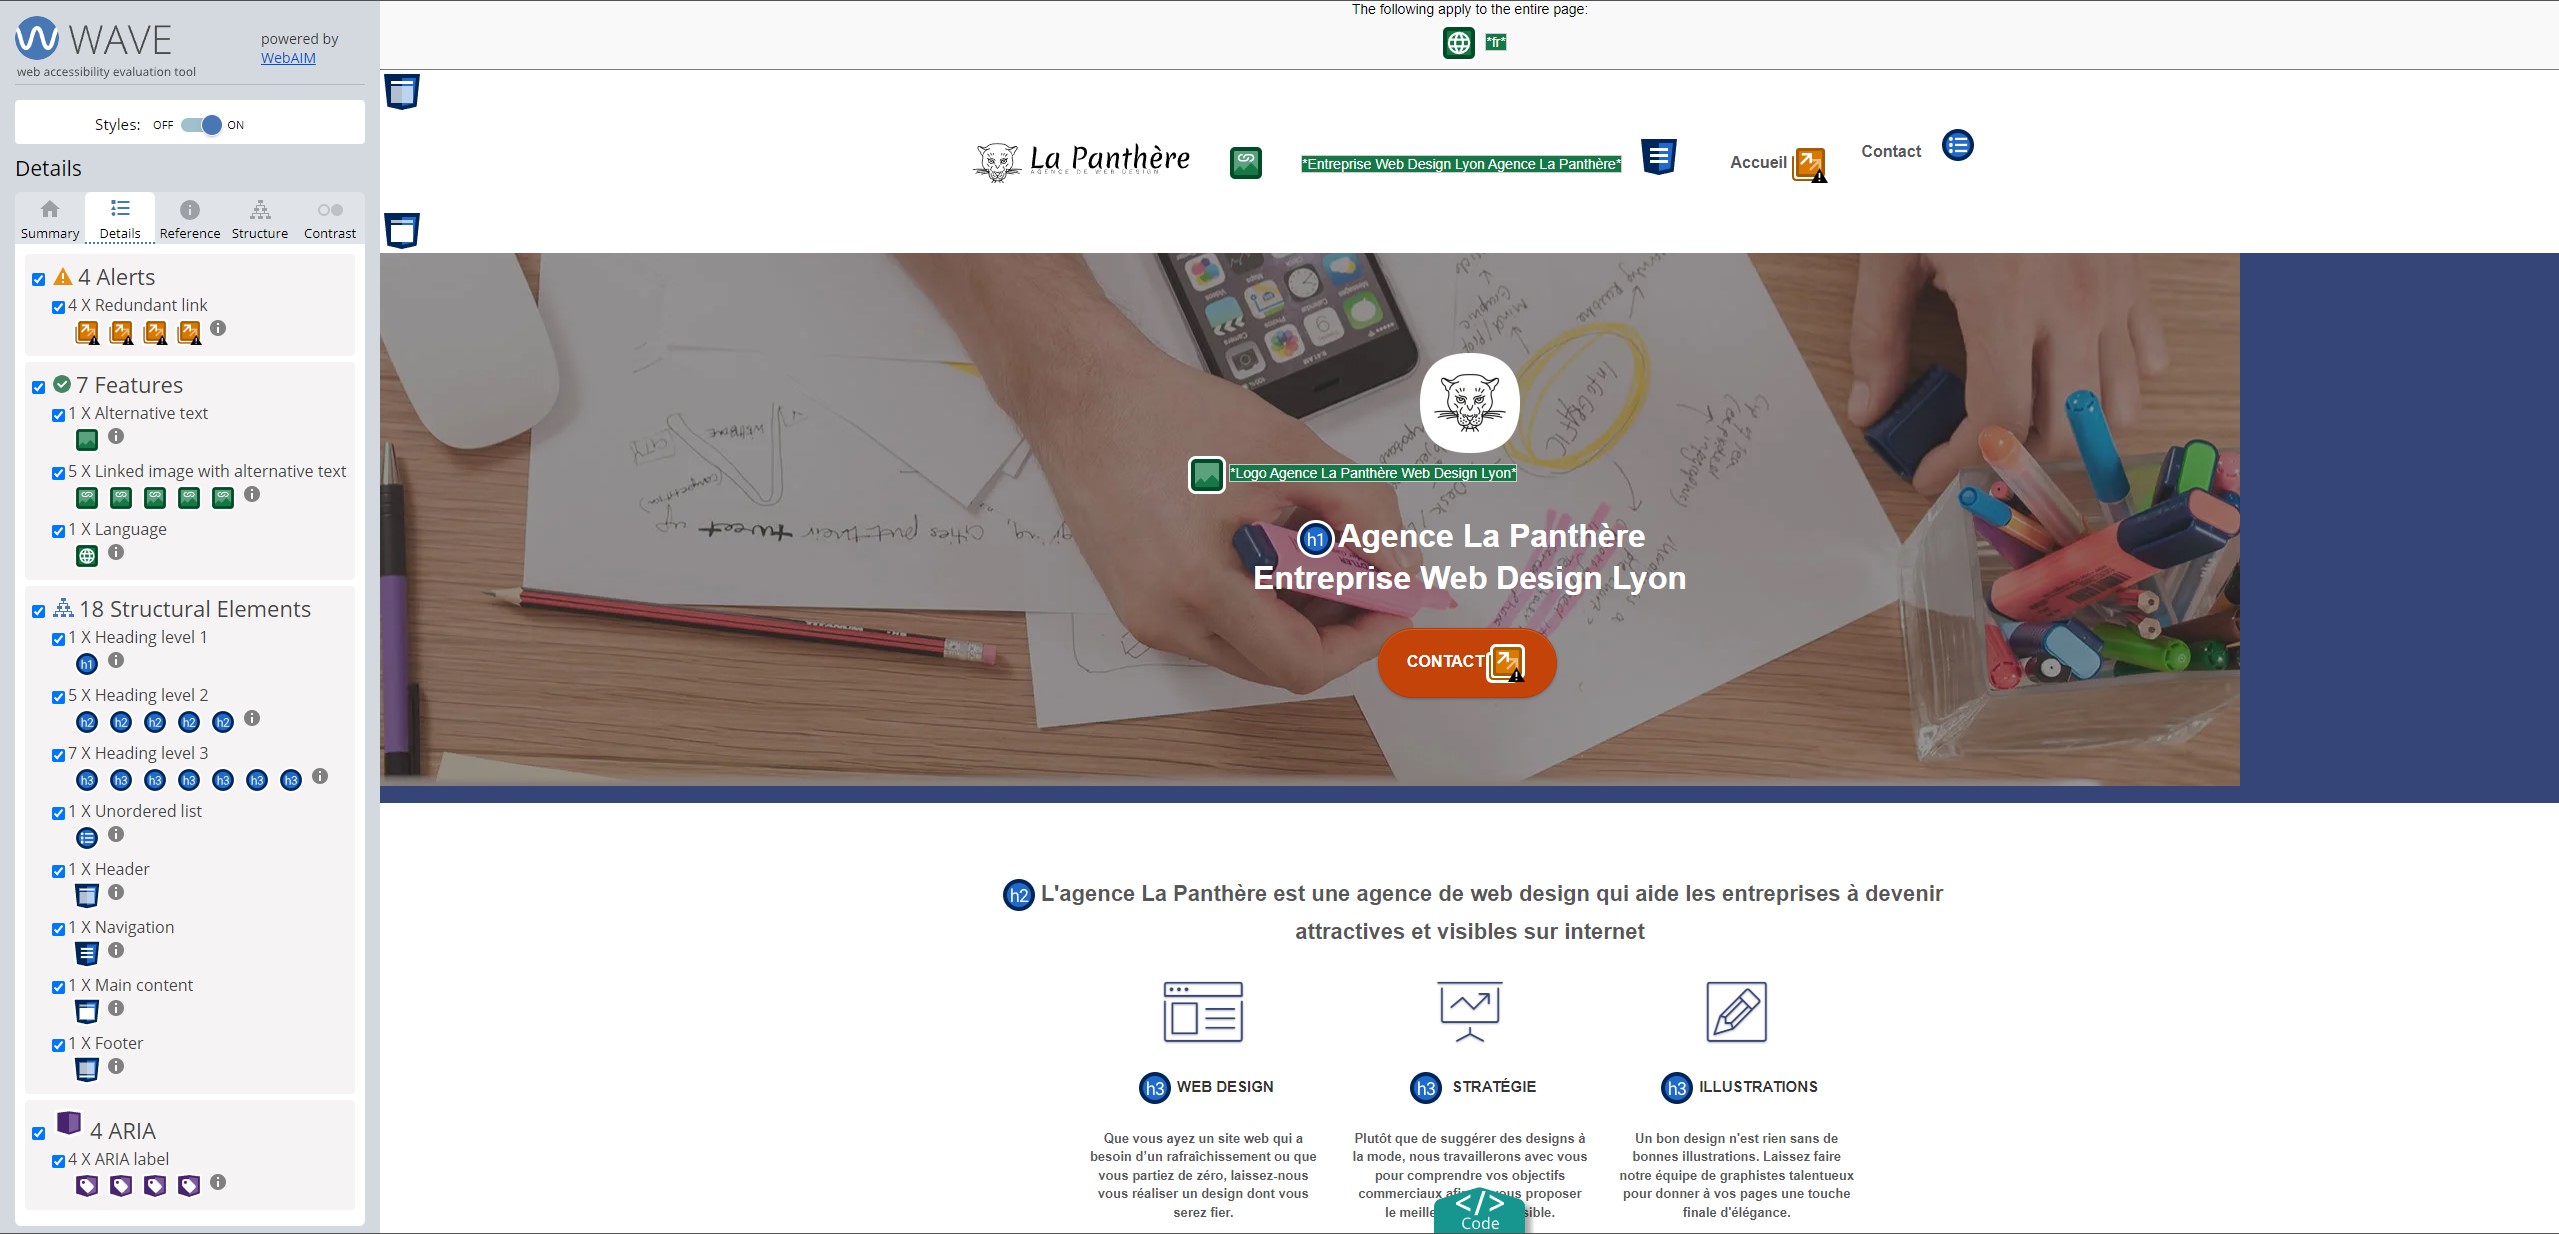 WAVE
powered by
WebAIM
web accessibility evaluation tool
Styles: OFF ON
Details
Summary Details Reference Structure Contrast
4 Alerts
4 X Redundant link
7 Features
1 X Alternative text
5 X Linked image with alternative text
1 X Language
18 Structural Elements
1 X Heading level 1
h1
5 X Heading level 2
h2 h2 h2 h2 h2
7 X Heading level 3
h3 h3 h3 h3 h3 h3 h3
1 X Unordered list
1 X Header
1 X Navigation
1 X Main content
1 X Footer
4 ARIA
4 X ARIA label
The following apply to the entire page:
*fr*
La Panthère
AGENCE DE WEB DESIGN
*Entreprise Web Design Lyon Agence La Panthère*
Accueil
Contact
*Logo Agence La Panthère Web Design Lyon*
h1 Agence La Panthère
Entreprise Web Design Lyon
CONTACT
h2 L'agence La Panthère est une agence de web design qui aide les entreprises à devenir
attractives et visibles sur internet
h3 WEB DESIGN
Que vous ayez un site web qui a
besoin d'un rafraîchissement ou que
vous partiez de zéro, laissez-nous
vous réaliser un design dont vous
serez fier.
h3 STRATÉGIE
Plutôt que de suggérer des designs à
la mode, nous travaillerons avec vous
pour comprendre vos objectifs
commerciaux proposer
le
h3 ILLUSTRATIONS
Un bon design n'est rien sans de
bonnes illustrations. Laissez faire
notre équipe de graphistes talentueux
pour donner à vos pages une touche
finale d'élégance.
</> Code